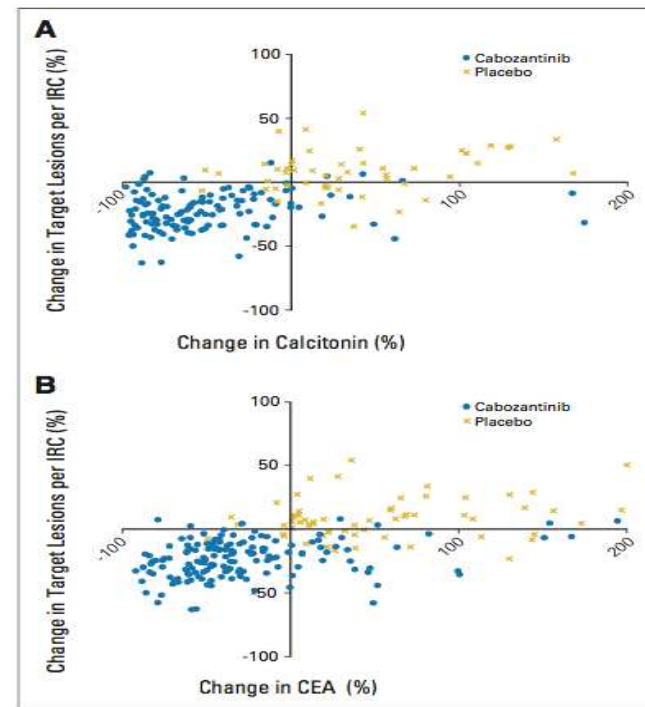 A
Change in Target Lesions per IRC (%)
100
Cabozantinib
Placebo
50
-100
100
200
-50
-100
Change in Calcitonin (%)
B
Change in Target Lesions per IRC (%)
100
Cabozantinib
Placebo
50
-100
100
200
-50
-100
Change in CEA (%)